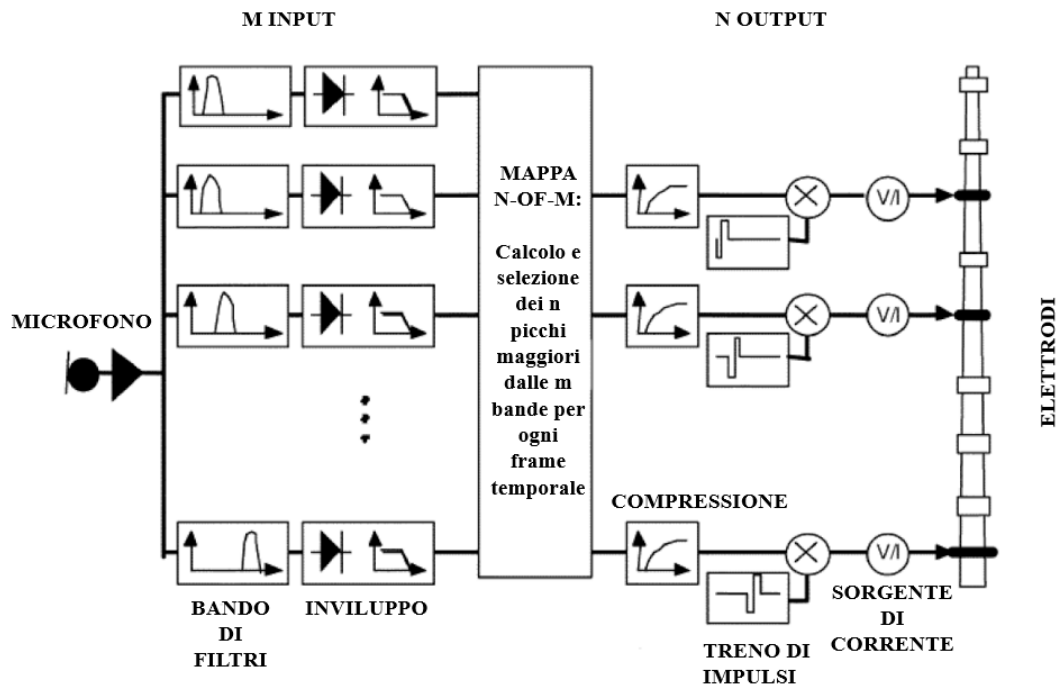 M INPUT
N OUTPUT
MICROFONO
MAPPA
N-OF-M:
Calcolo e
selezione
dei n
picchi
maggiori
dalle m
bande per
ogni
frame
temporale
V/I
V/I
ELETTRODI
COMPRESSIONE
V/I
BANDO
DI
FILTRI
INVILUPPO
TRENO DI
IMPULSI
SORGENTE
DI
CORRENTE